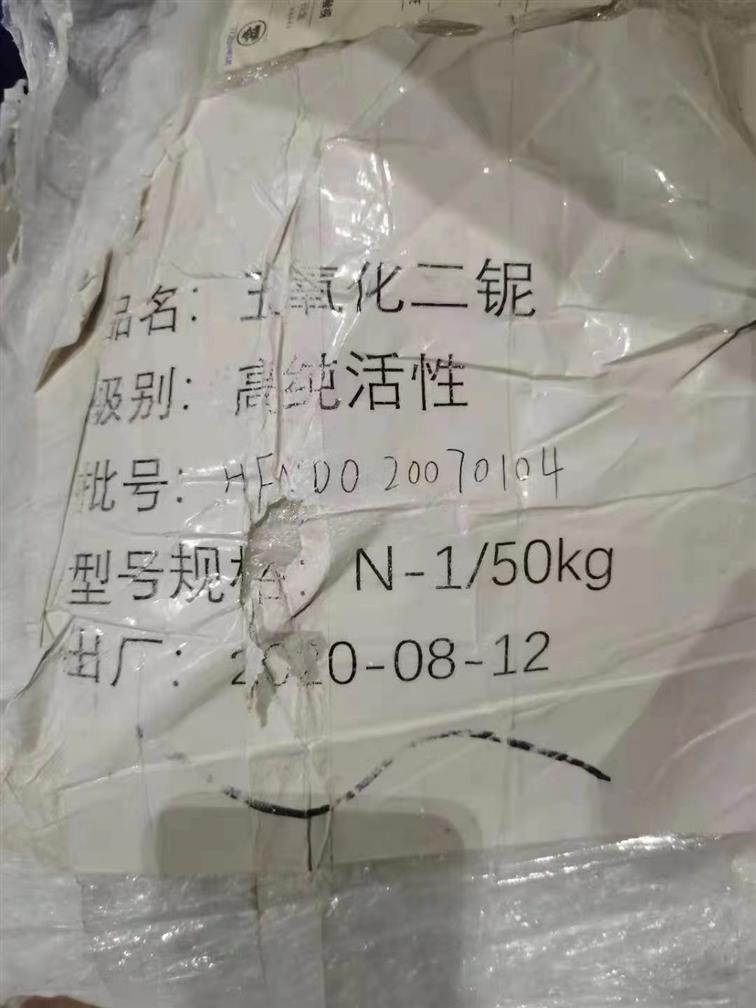 品名：五氧化二铌
级别：高纯活性
批号：HFNDO 20070104
型号规格：N-1/50kg
出厂：2020-08-12